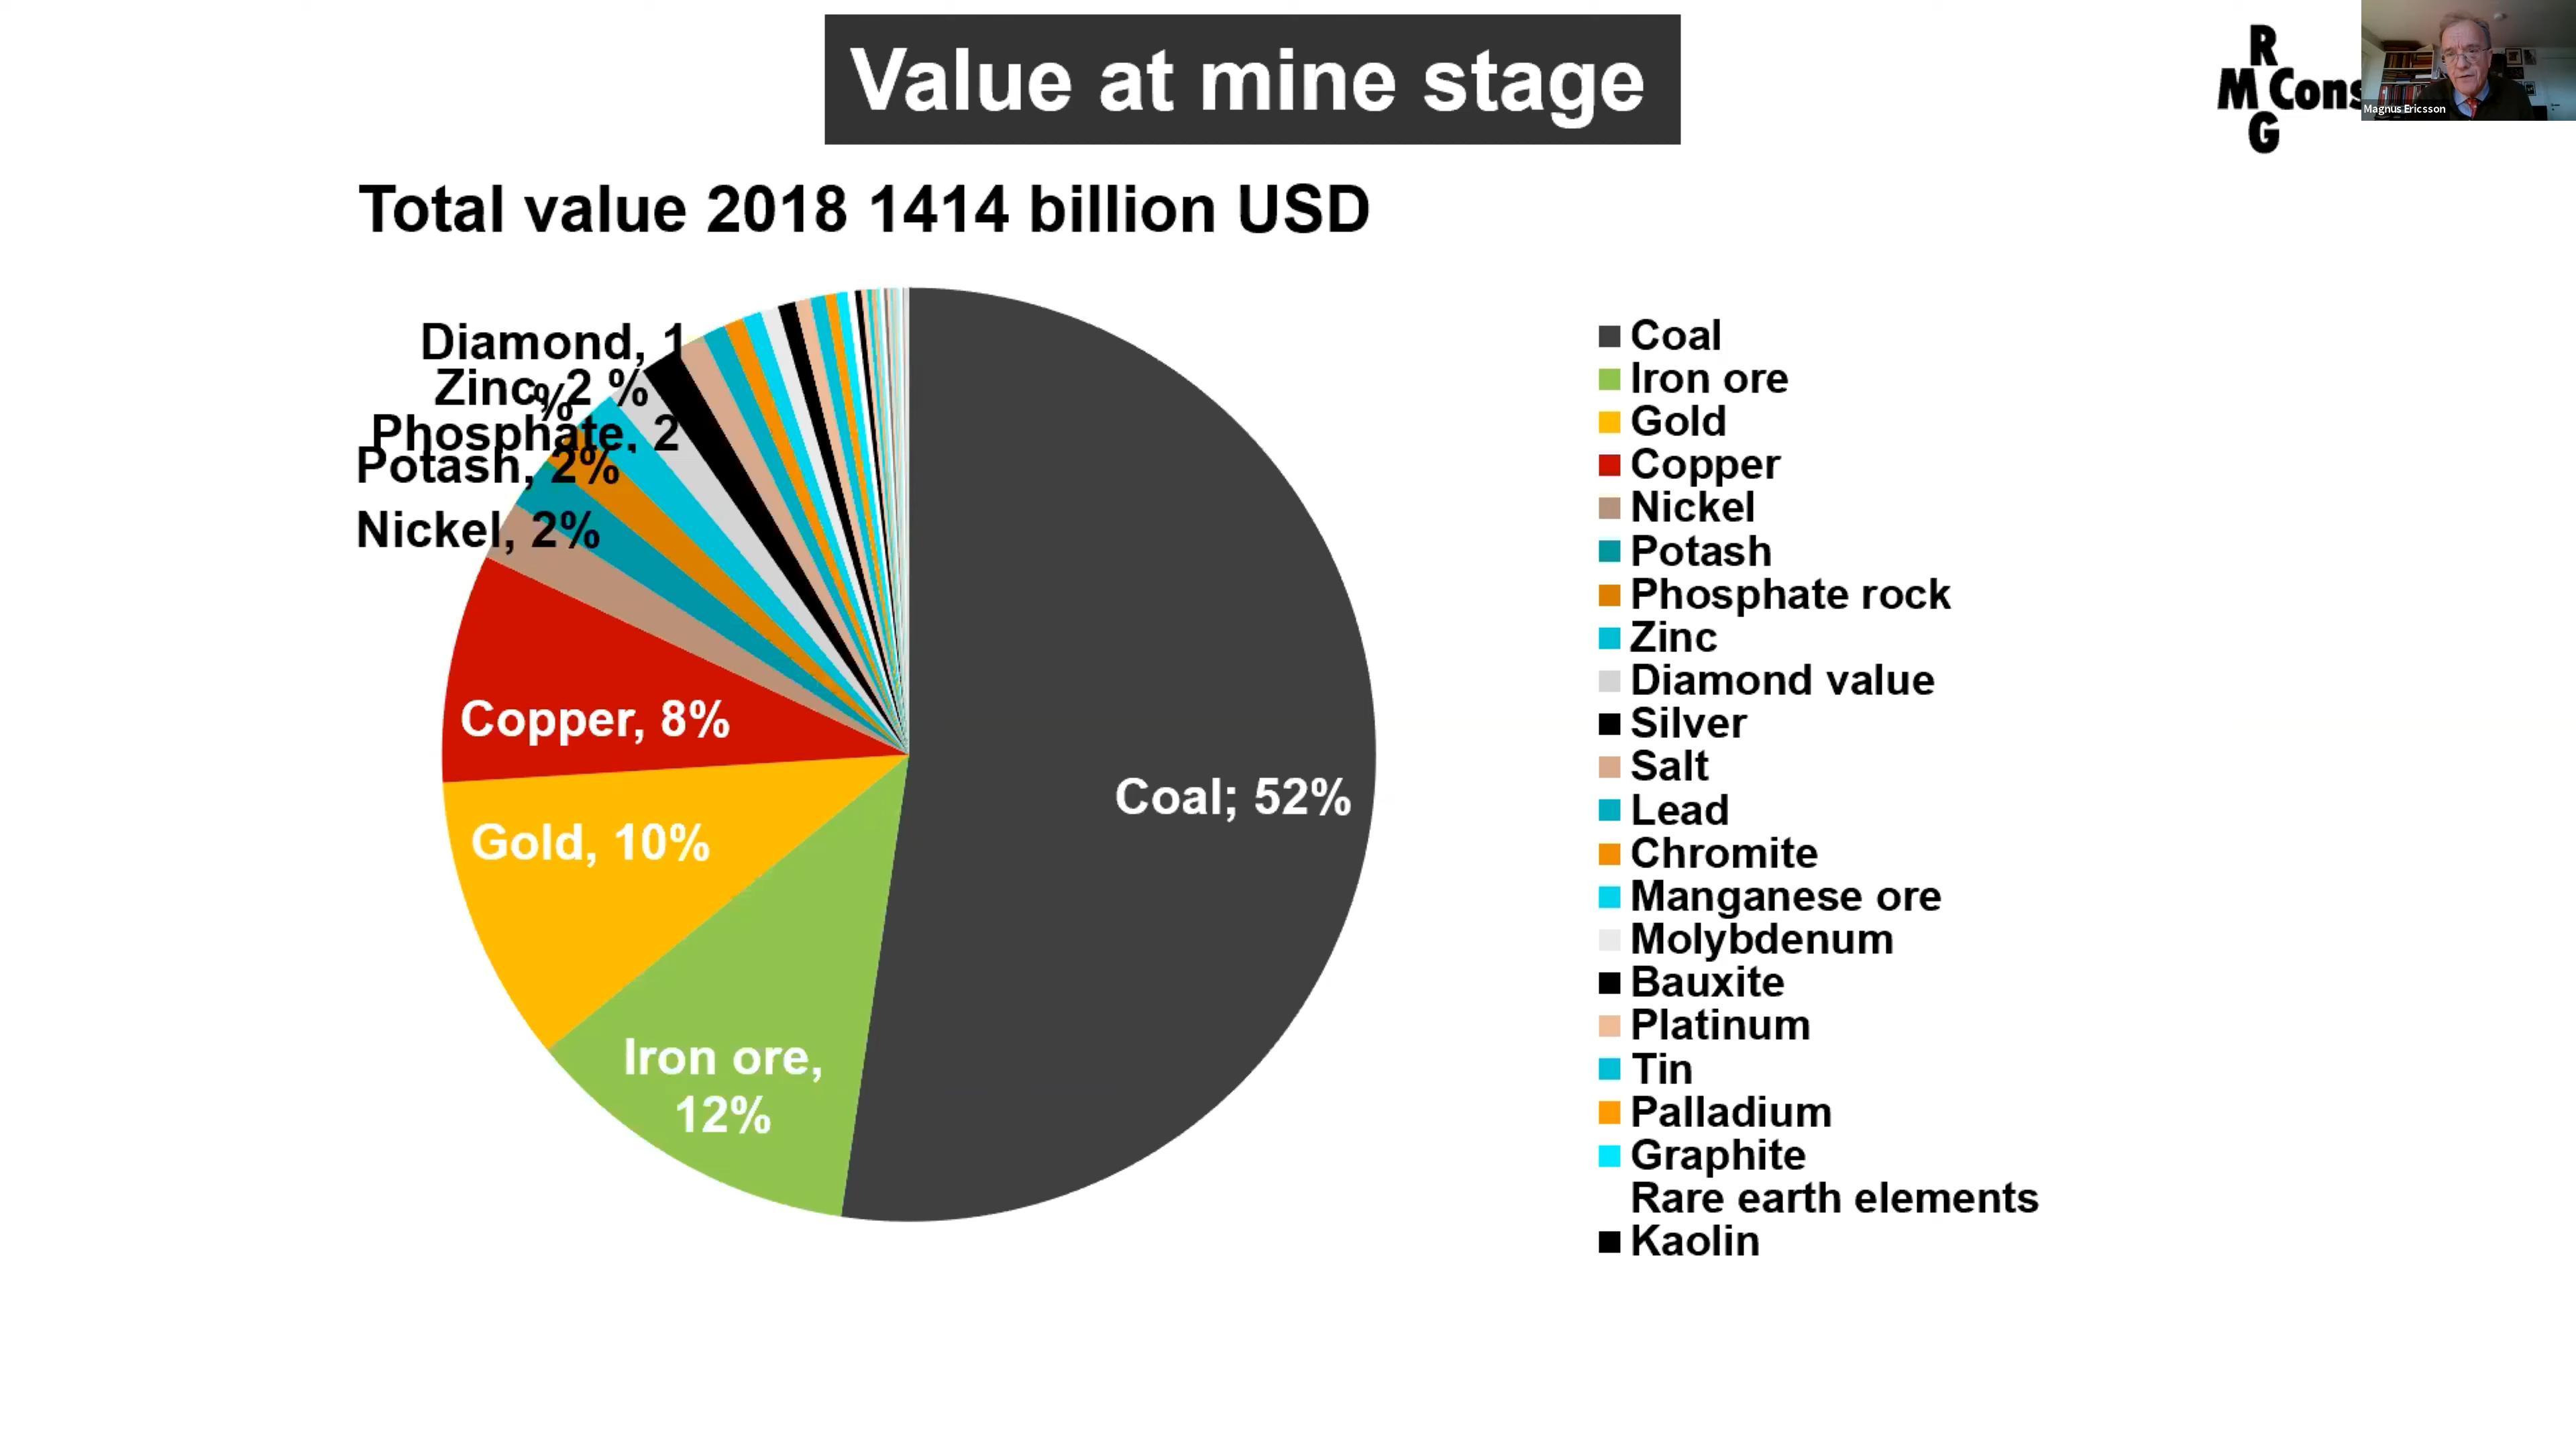 Value at mine stage
R
M Cons
G
Magnus Ericsson
Total value 2018 1414 billion USD
Diamond, 1
%
Zinc, 2 %
Phosphate, 2
Potash, 2%
Nickel, 2%
Copper, 8%
Gold, 10%
Iron ore,
12%
Coal; 52%
Coal
Iron ore
Gold
Copper
Nickel
Potash
Phosphate rock
Zinc
Diamond value
Silver
Salt
Lead
Chromite
Manganese ore
Molybdenum
Bauxite
Platinum
Tin
Palladium
Graphite
Rare earth elements
Kaolin